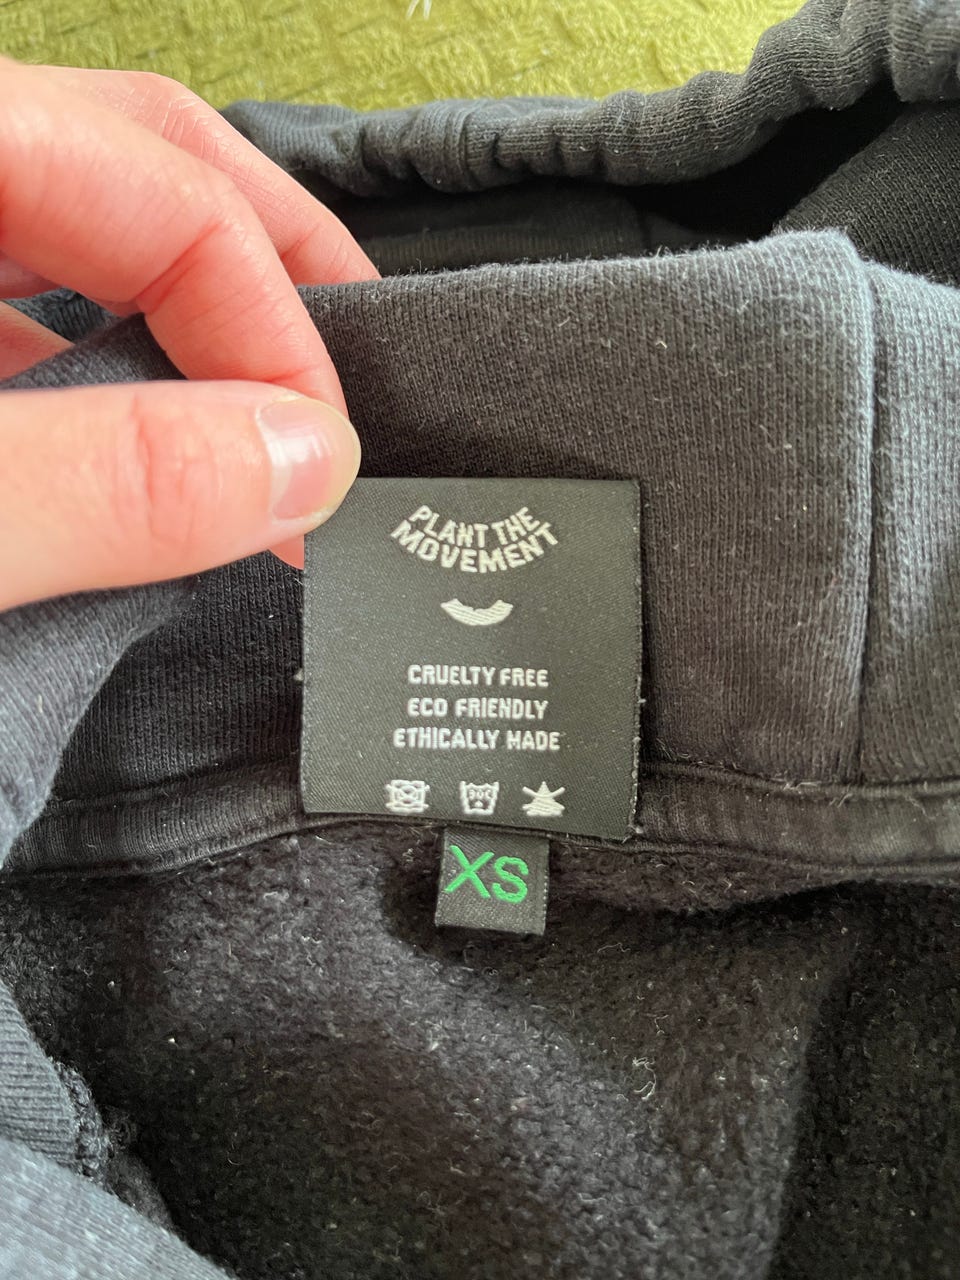 PLANT THE
MOVEMENT
CRUELTY FREE
ECO FRIENDLY
ETHICALLY MADE
XS